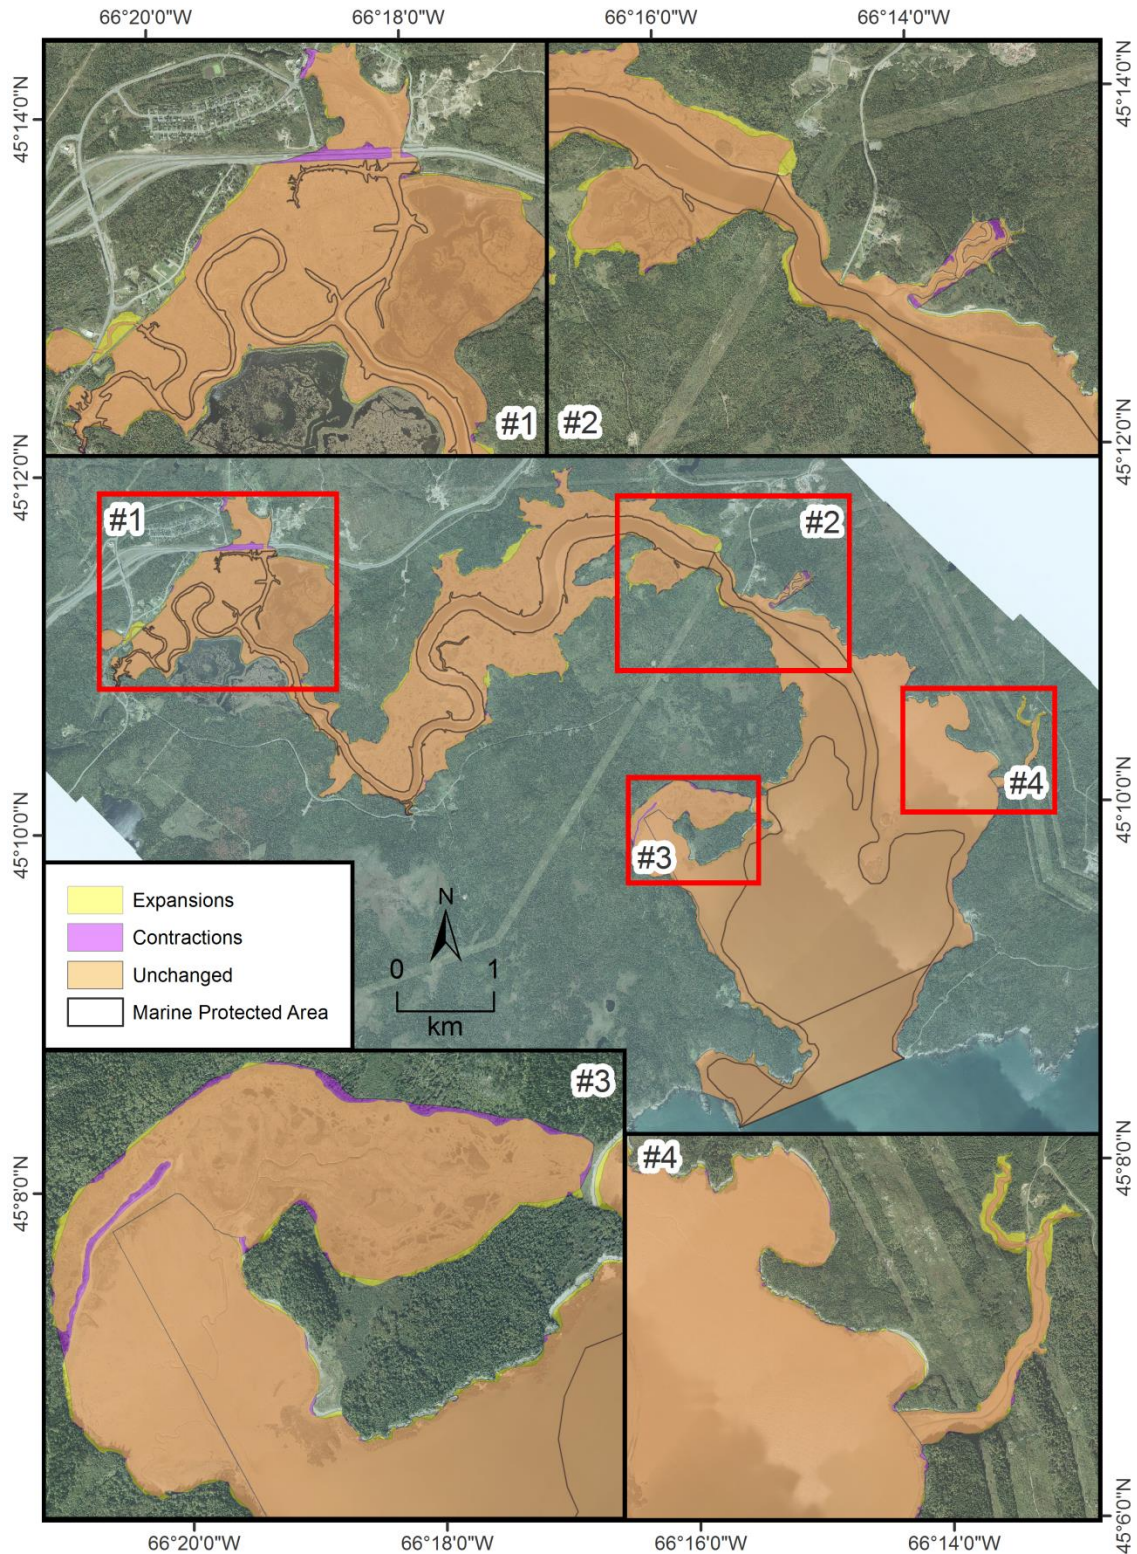 66°20'0"W 66°18'0"W 66°16'0"W 66°14'0"W
45°14'0"N
45°14'0"N
#1
#2
45°12'0"N
45°12'0"N
#1
#2
#4
#3
45°10'0"N
45°10'0"N
Expansions
Contractions
Unchanged
Marine Protected Area
N
0 1
km
#3
#4
45°8'0"N
45°8'0"N
45°6'0"N
66°20'0"W 66°18'0"W 66°16'0"W 66°14'0"W